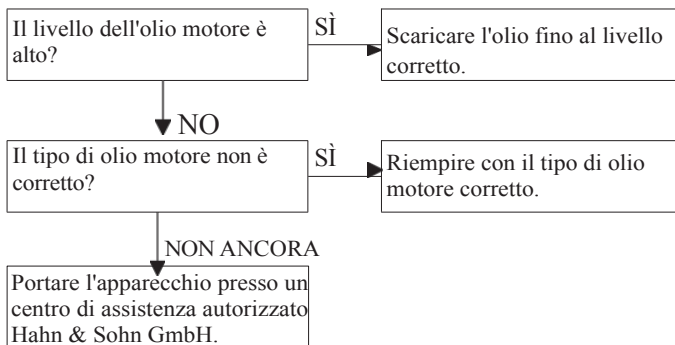 Il livello dell'olio motore è
alto?
SÌ
Scaricare l'olio fino al livello
corretto.
NO
Il tipo di olio motore non è
corretto?
SÌ
Riempire con il tipo di olio
motore corretto.
NON ANCORA
Portare l'apparecchio presso un
centro di assistenza autorizzato
Hahn & Sohn GmbH.